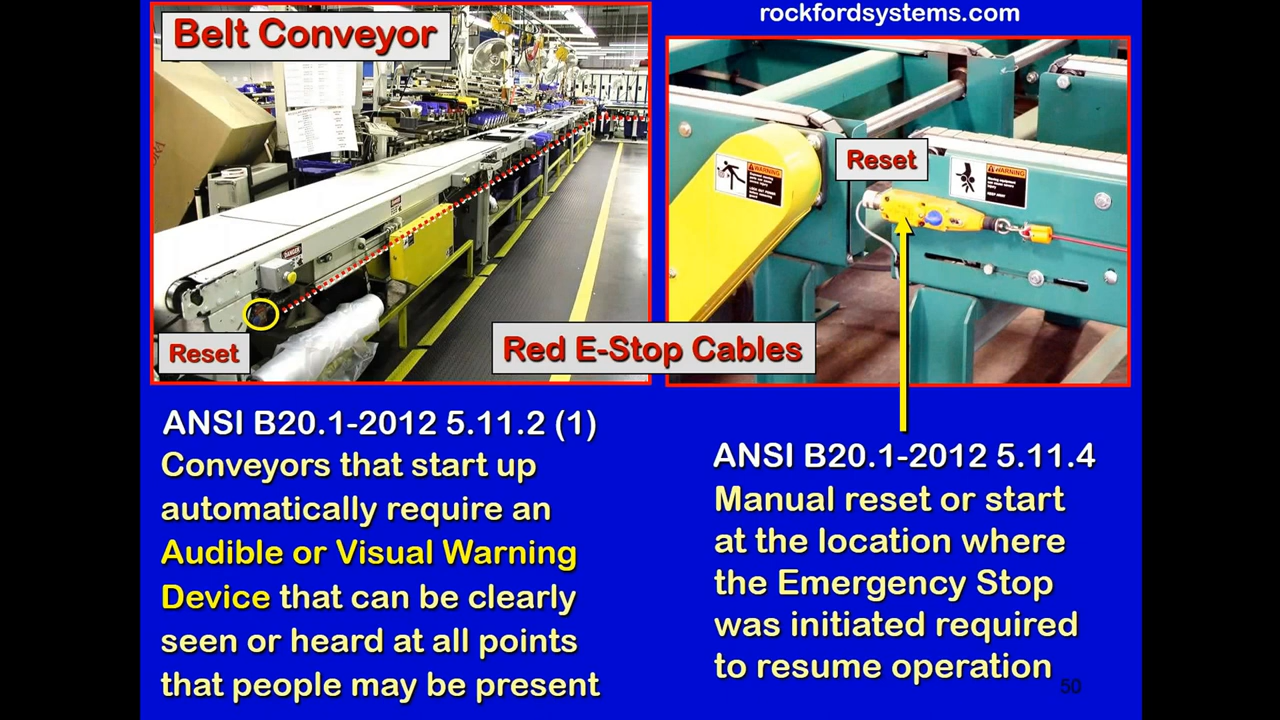 rockfordsystems.com
Belt Conveyor
Reset
Red E-Stop Cables
Reset
WARNING
WARNING
DANGER
ANSI B20.1-2012 5.11.2 (1)
Conveyors that start up
automatically require an
Audible or Visual Warning
Device that can be clearly
seen or heard at all points
that people may be present
ANSI B20.1-2012 5.11.4
Manual reset or start
at the location where
the Emergency Stop
was initiated required
to resume operation
50